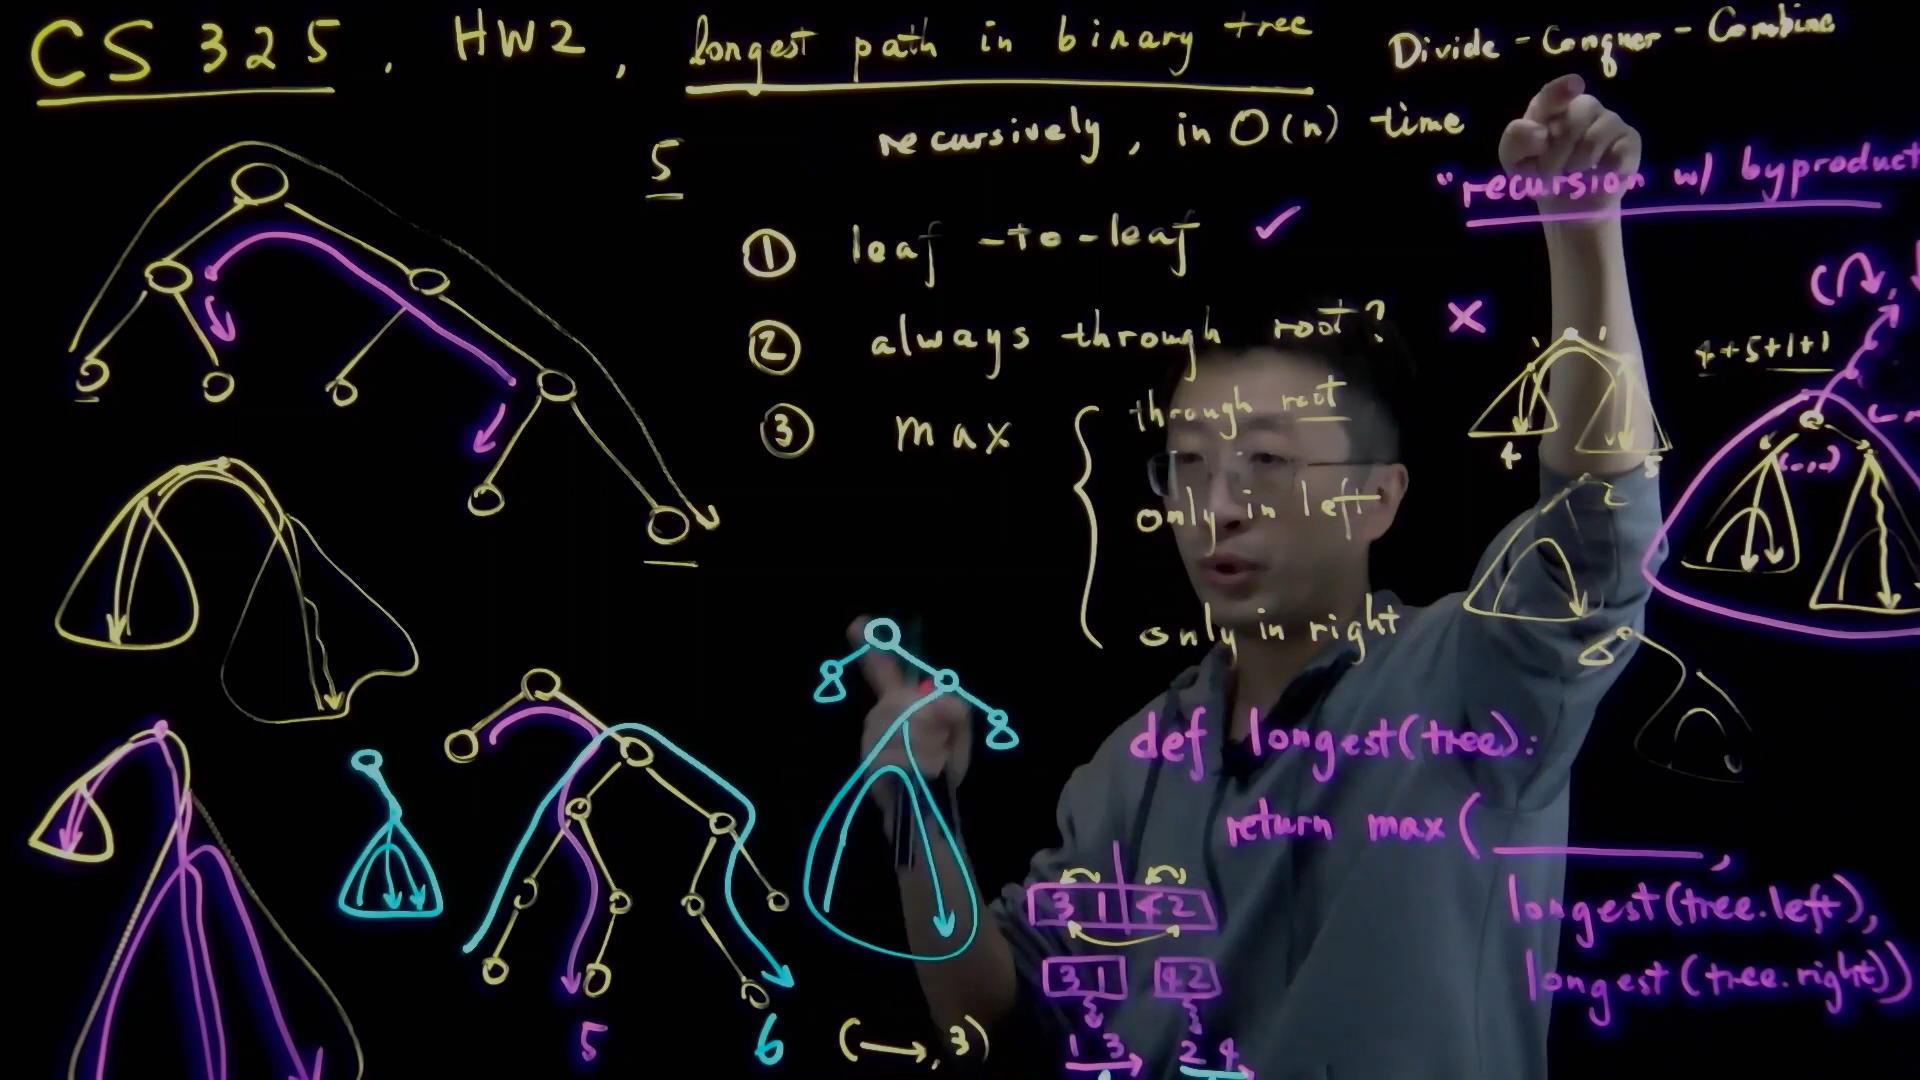 CS 325 , HW2 , longest path in binary tree
Divide - Conquer - Combine
recursively , in O(n) time
"recursion w/ byproduct
5
① leaf -to- leaf ✓
② always through root? ✗
③ max { through root
only in left
only in right
4+5+1+1
4 5
def longest(tree):
return max( ______ ,
longest(tree.left),
longest(tree.right))
3 1 4 2
3 1 4 2
1 3 2 4
5
6
(→, 3)